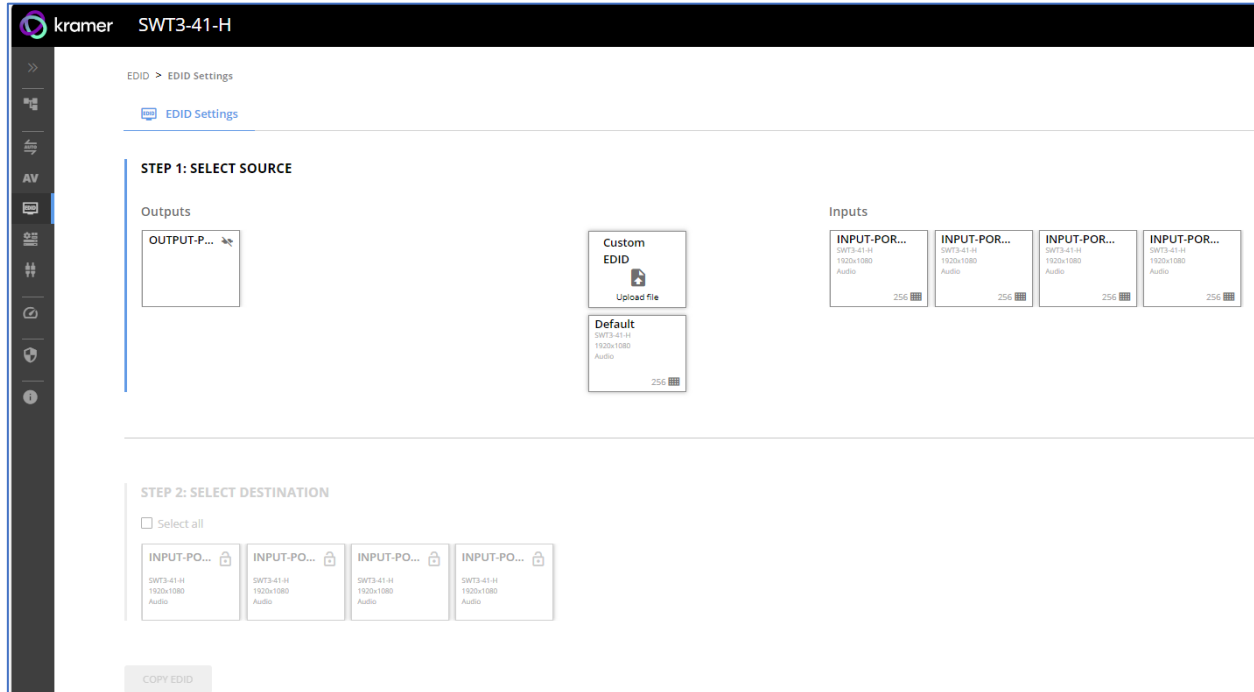 kramer SWT3-41-H
EDID > EDID Settings
EDID Settings
AV
STEP 1: SELECT SOURCE
Outputs
OUTPUT-P...
Custom
EDID
Upload file
Default
SWT3-41-H
1920x1080
Audio
256
Inputs
INPUT-POR...
SWT3-41-H
1920x1080
Audio
256
INPUT-POR...
SWT3-41-H
1920x1080
Audio
256
INPUT-POR...
SWT3-41-H
1920x1080
Audio
256
INPUT-POR...
SWT3-41-H
1920x1080
Audio
256
STEP 2: SELECT DESTINATION
Select all
INPUT-PO...
SWT3-41-H
1920x1080
Audio
INPUT-PO...
SWT3-41-H
1920x1080
Audio
INPUT-PO...
SWT3-41-H
1920x1080
Audio
INPUT-PO...
SWT3-41-H
1920x1080
Audio
COPY EDID